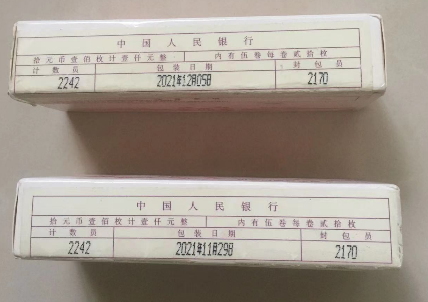 中国人民银行
拾元币壹佰枚计壹仟元整 内有伍卷每卷贰拾枚
计数员 包装日期 封包员
2242 2021年12月05日 2170
中国人民银行
拾元币壹佰枚计壹仟元整 内有伍卷每卷贰拾枚
计数员 包装日期 封包员
2242 2021年11月29日 2170